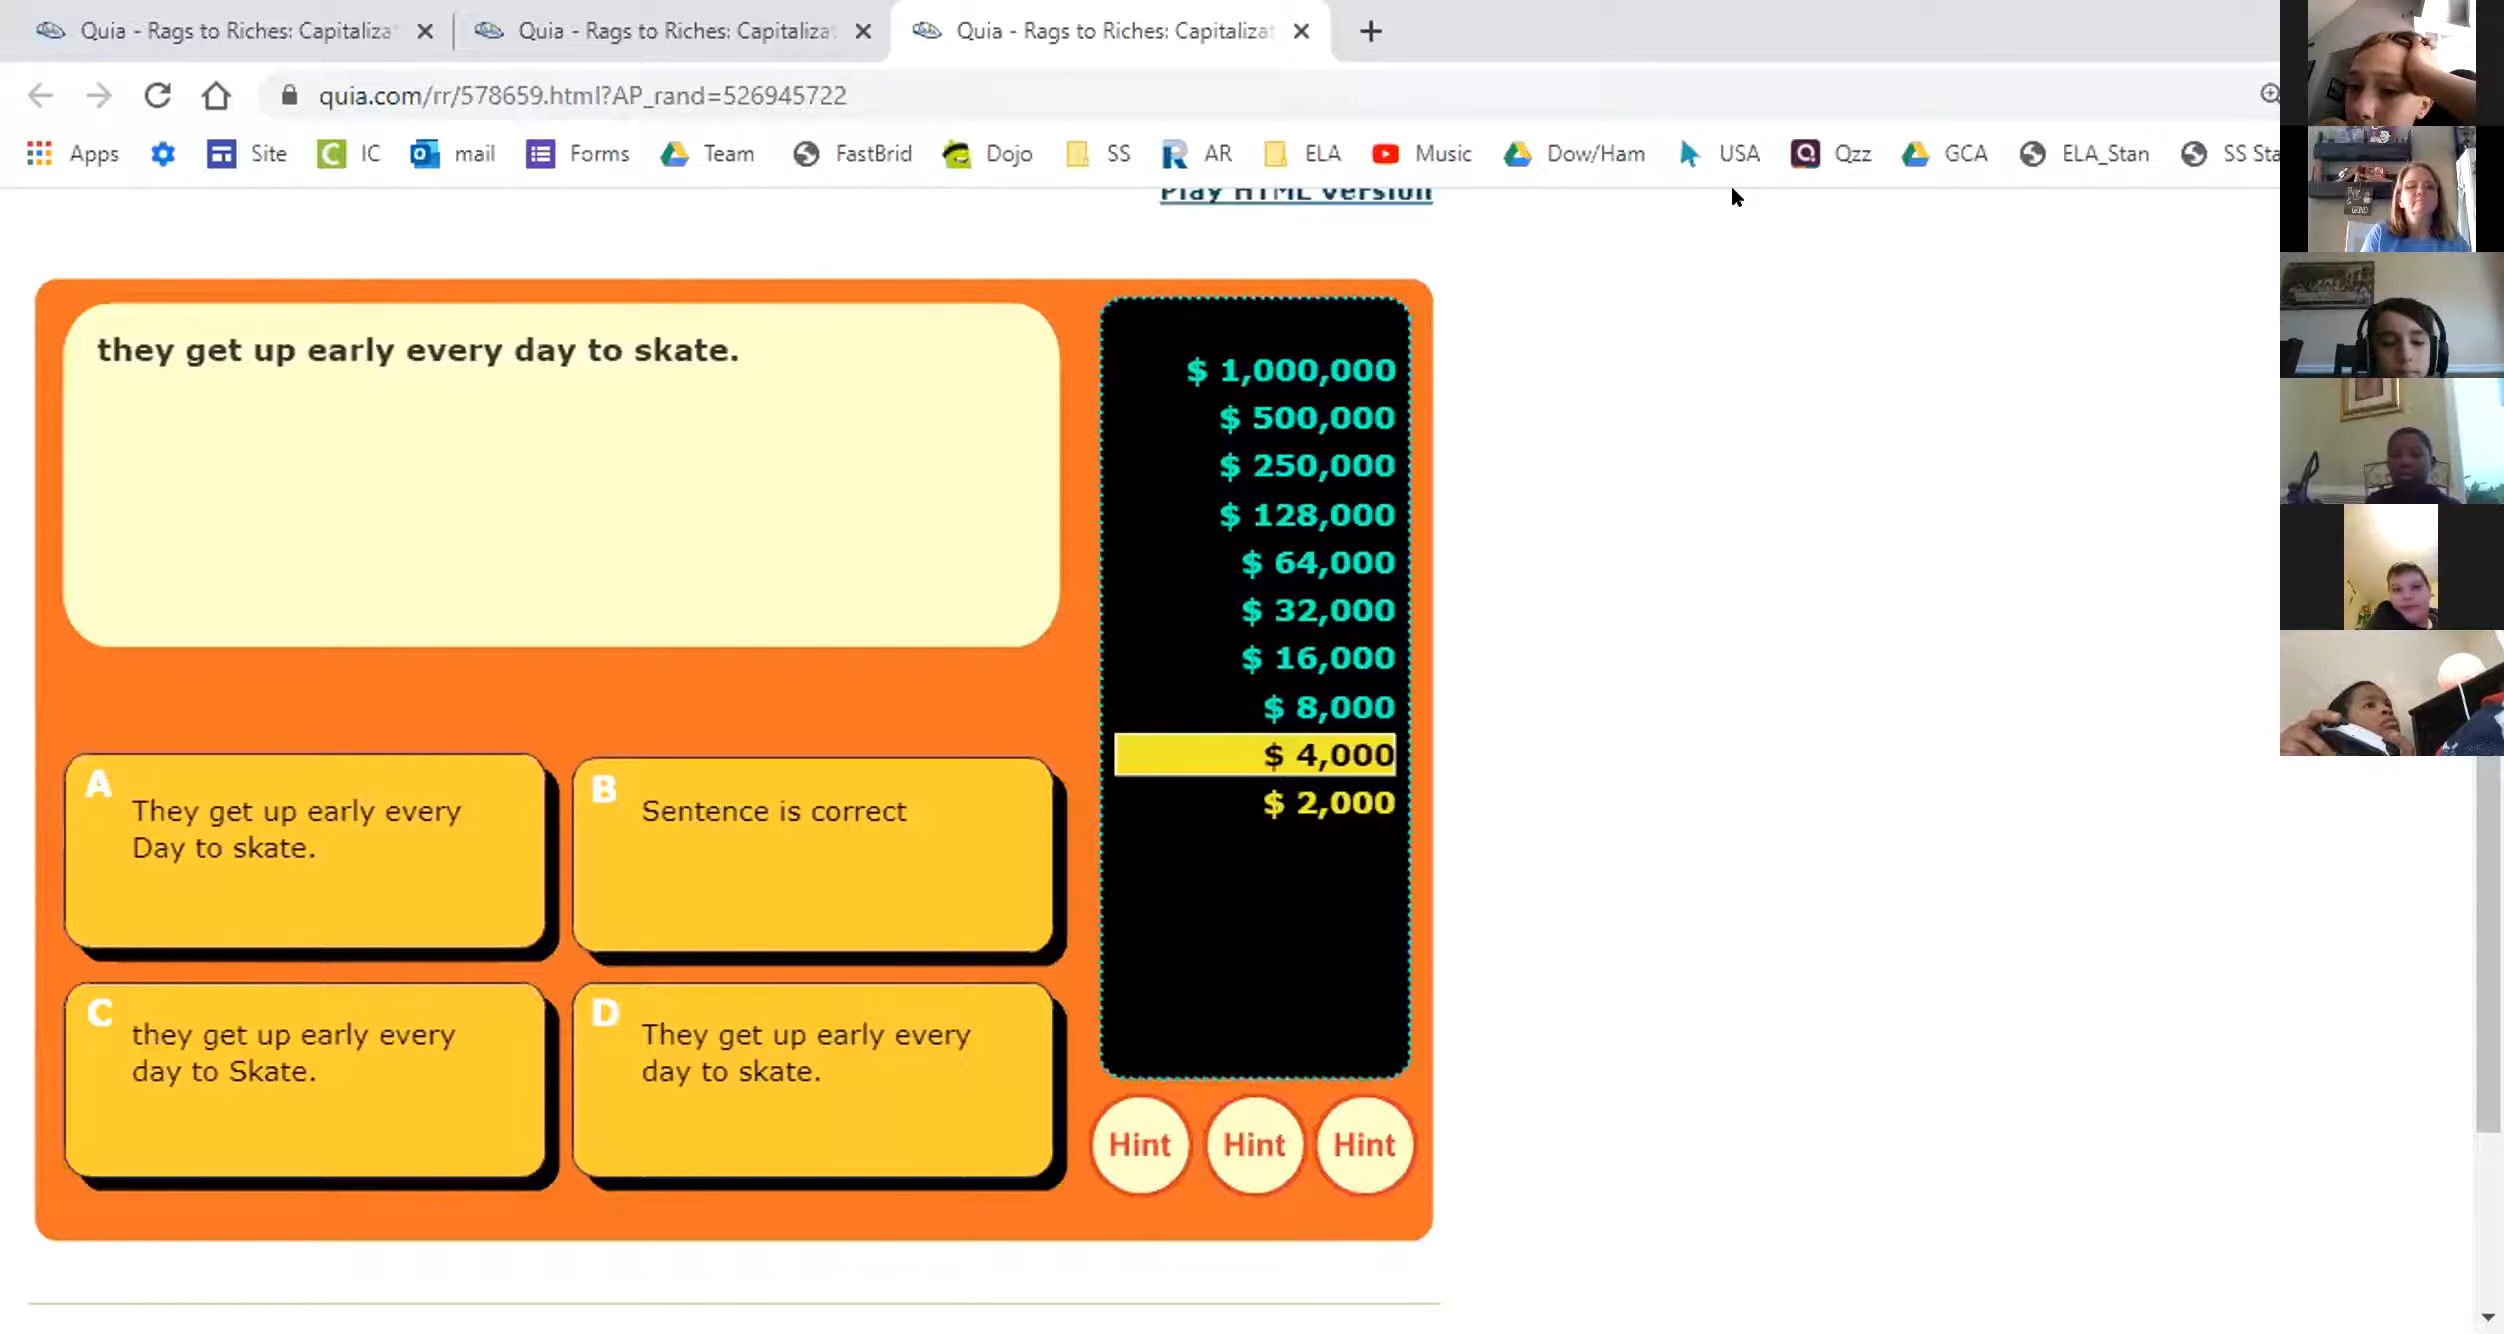 Quia - Rags to Riches: Capitaliza
Quia - Rags to Riches: Capitaliza
Quia - Rags to Riches: Capitaliza
quia.com/rr/578659.html?AP_rand=526945722
Apps Site IC mail Forms Team FastBrid Dojo SS AR ELA Music Dow/Ham USA Qzz GCA ELA_Stan SS Sta
Play HTML version
they get up early every day to skate.
$ 1,000,000
$ 500,000
$ 250,000
$ 128,000
$ 64,000
$ 32,000
$ 16,000
$ 8,000
$ 4,000
$ 2,000
A
They get up early every
Day to skate.
B
Sentence is correct
C
they get up early every
day to Skate.
D
They get up early every
day to skate.
Hint Hint Hint